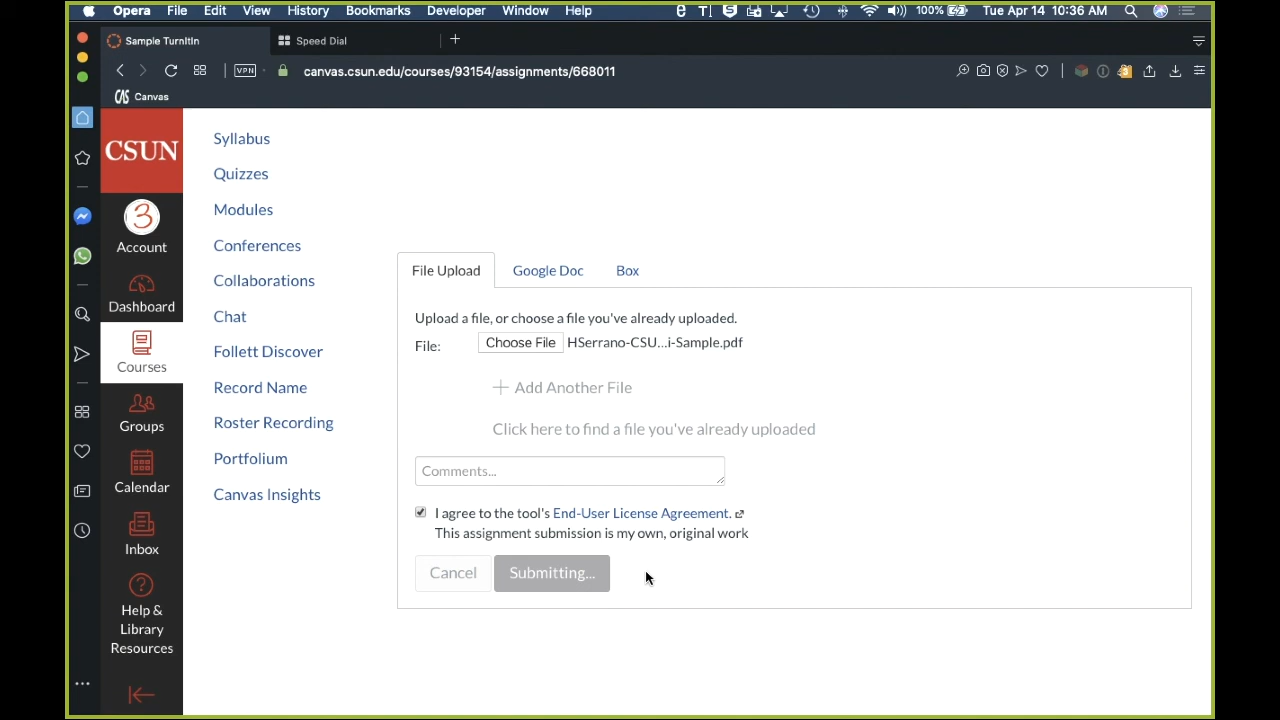 Opera File Edit View History Bookmarks Developer Window Help 100% Tue Apr 14 10:36 AM
Sample TurnItIn Speed Dial
VPN canvas.csun.edu/courses/93154/assignments/668011
Canvas
CSUN
Account
Dashboard
Courses
Groups
Calendar
Inbox
Help &
Library
Resources
Syllabus
Quizzes
Modules
Conferences
Collaborations
Chat
Follett Discover
Record Name
Roster Recording
Portfolium
Canvas Insights
File Upload Google Doc Box
Upload a file, or choose a file you've already uploaded.
File: Choose File HSerrano-CSU...i-Sample.pdf
+ Add Another File
Click here to find a file you've already uploaded
Comments...
I agree to the tool's End-User License Agreement.
This assignment submission is my own, original work
Cancel Submitting...